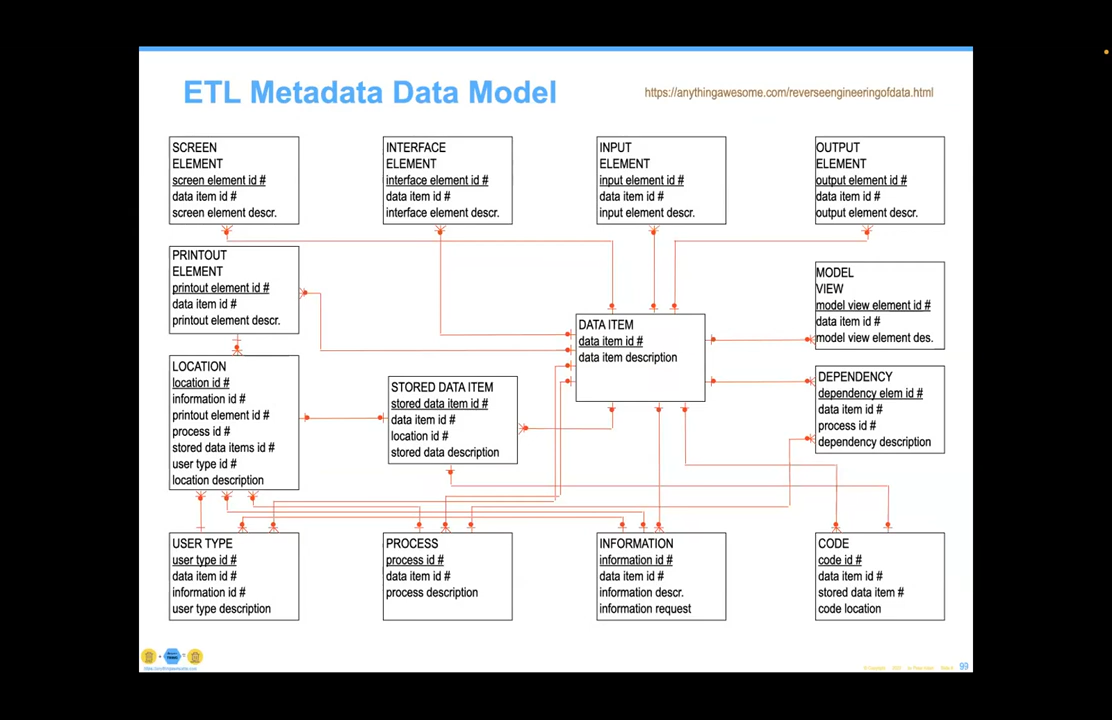 ETL Metadata Data Model
https://anythingawesome.com/reverseengineeringofdata.html
SCREEN
ELEMENT
screen element id #
data item id #
screen element descr.
INTERFACE
ELEMENT
interface element id #
data item id #
interface element descr.
INPUT
ELEMENT
input element id #
data item id #
input element descr.
OUTPUT
ELEMENT
output element id #
data item id #
output element descr.
PRINTOUT
ELEMENT
printout element id #
data item id #
printout element descr.
MODEL
VIEW
model view element id #
data item id #
model view element des.
DATA ITEM
data item id #
data item description
LOCATION
location id #
information id #
printout element id #
process id #
stored data items id #
user type id #
location description
STORED DATA ITEM
stored data item id #
data item id #
location id #
stored data description
DEPENDENCY
dependency elem id #
data item id #
process id #
dependency description
USER TYPE
user type id #
data item id #
information id #
user type description
PROCESS
process id #
data item id #
process description
INFORMATION
information id #
data item id #
information descr.
information request
CODE
code id #
data item id #
stored data item #
code location
99